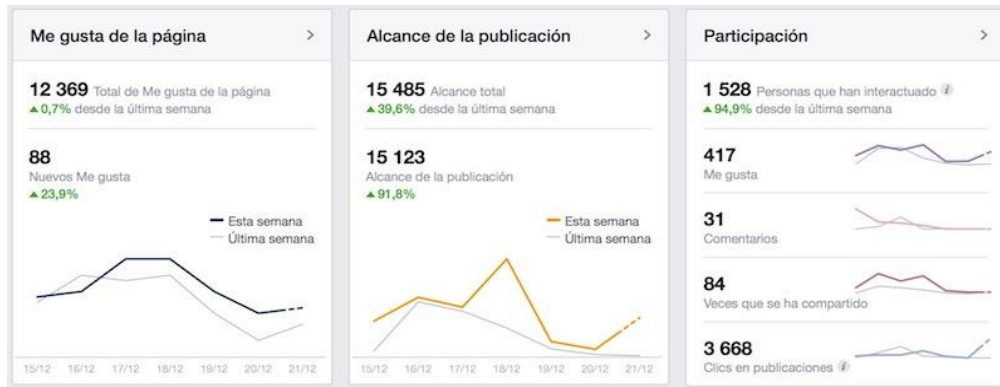 Me gusta de la página
12 369 Total de Me gusta de la página
0,7% desde la última semana
88
Nuevos Me gusta
23,9%
Esta semana
Última semana
15/12 16/12 17/12 18/12 19/12 20/12 21/12
Alcance de la publicación
15 485 Alcance total
39,6% desde la última semana
15 123
Alcance de la publicación
91,8%
Esta semana
Última semana
15/12 16/12 17/12 18/12 19/12 20/12 21/12
Participación
1 528 Personas que han interactuado i
94,9% desde la última semana
417
Me gusta
31
Comentarios
84
Veces que se ha compartido
3 668
Clics en publicaciones i